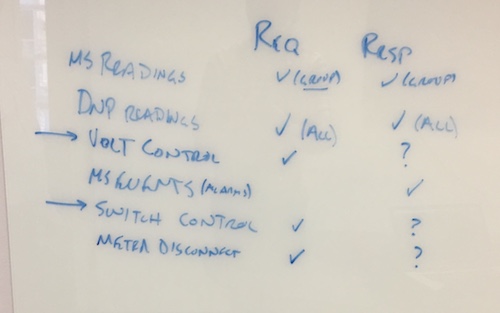 REQ RESP
MS READINGS ✓ (GROUP) ✓ (GROUP)
DNP READINGS ✓ (ALL) ✓ (ALL)
→ VOLT CONTROL ✓ ?
MS EVENTS (ALARMS) ✓
→ SWITCH CONTROL ✓ ?
METER DISCONNECT ✓ ?